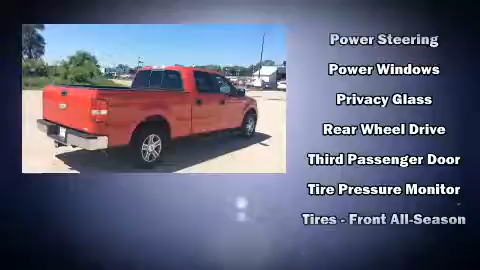 Power Steering
Power Windows
Privacy Glass
Rear Wheel Drive
Third Passenger Door
Tire Pressure Monitor
Tires - Front All-Season